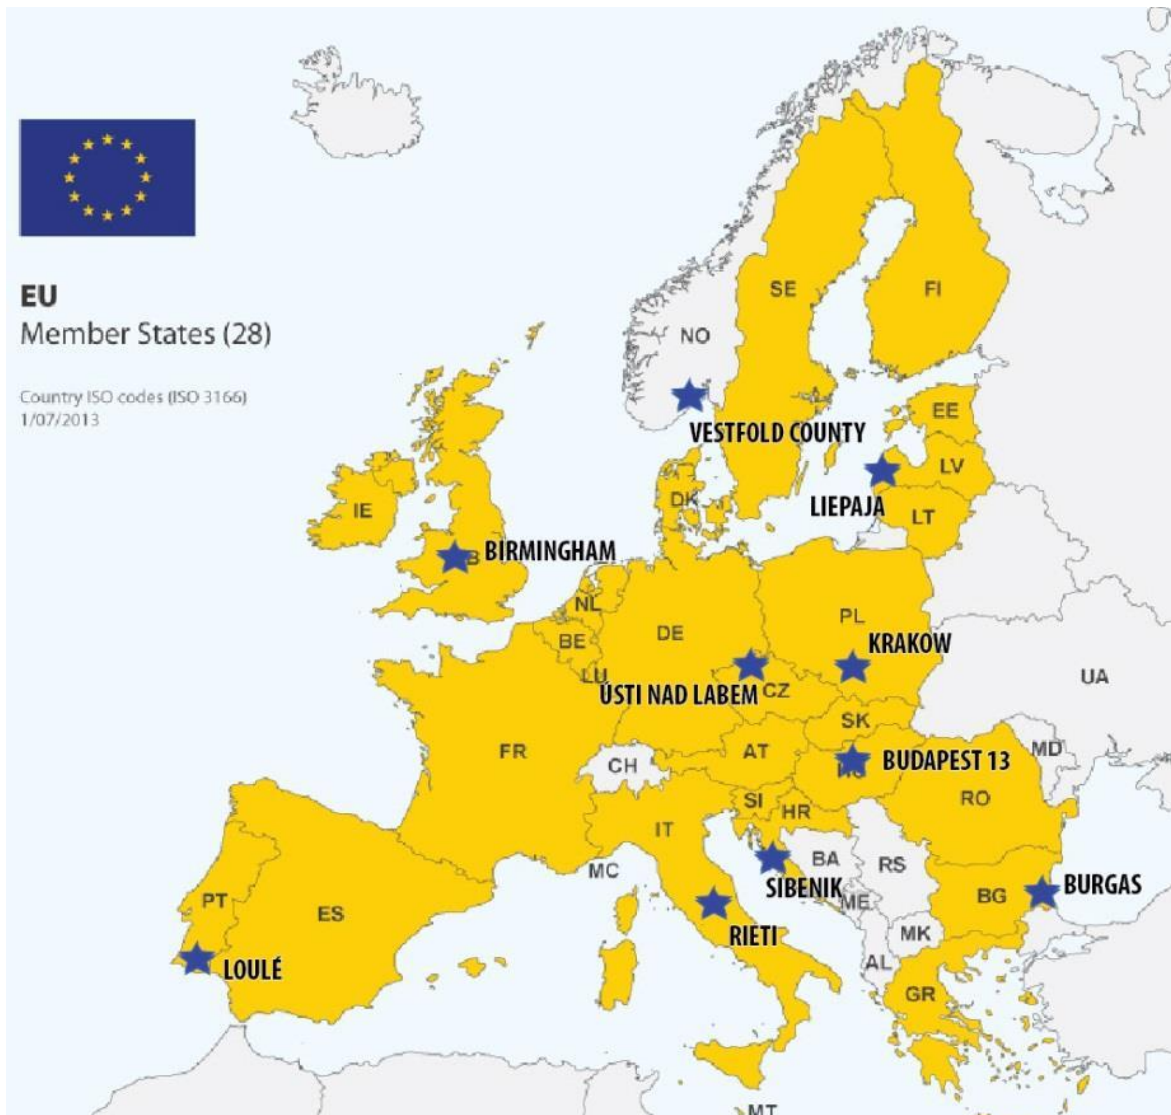 EU
Member States (28)
Country ISO codes (ISO 3166)
1/07/2013
SE
FI
NO
VESTFOLD COUNTY
EE
LV
LIEPAJA
DK
LT
IE
BIRMINGHAM
NL
PL
DE
BE
KRAKOW
LU
ÚSTI NAD LABEM
CZ
UA
SK
FR
AT
MD
CH
BUDAPEST 13
RO
SI
HR
IT
BA
RS
MC
SIBENIK
PT
ES
ME
BG
BURGAS
RIETI
MK
LOULÉ
AL
GR
MT